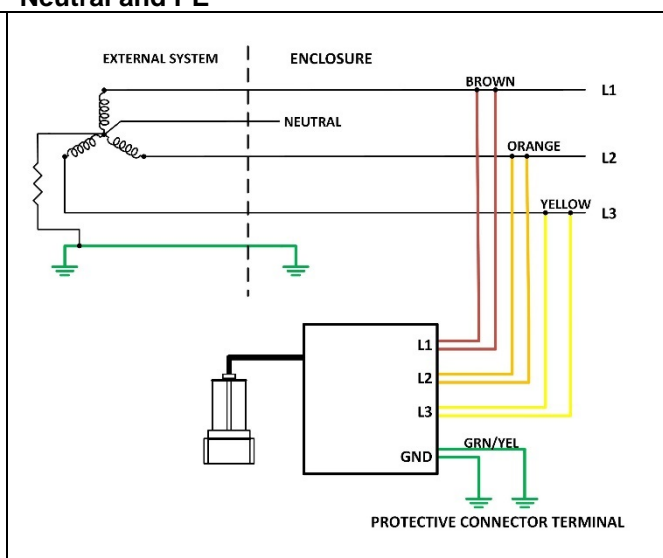 Neutral and PE
EXTERNAL SYSTEM
ENCLOSURE
BROWN
L1
NEUTRAL
ORANGE
L2
YELLOW
L3
L1
L2
L3
GRN/YEL
GND
PROTECTIVE CONNECTOR TERMINAL